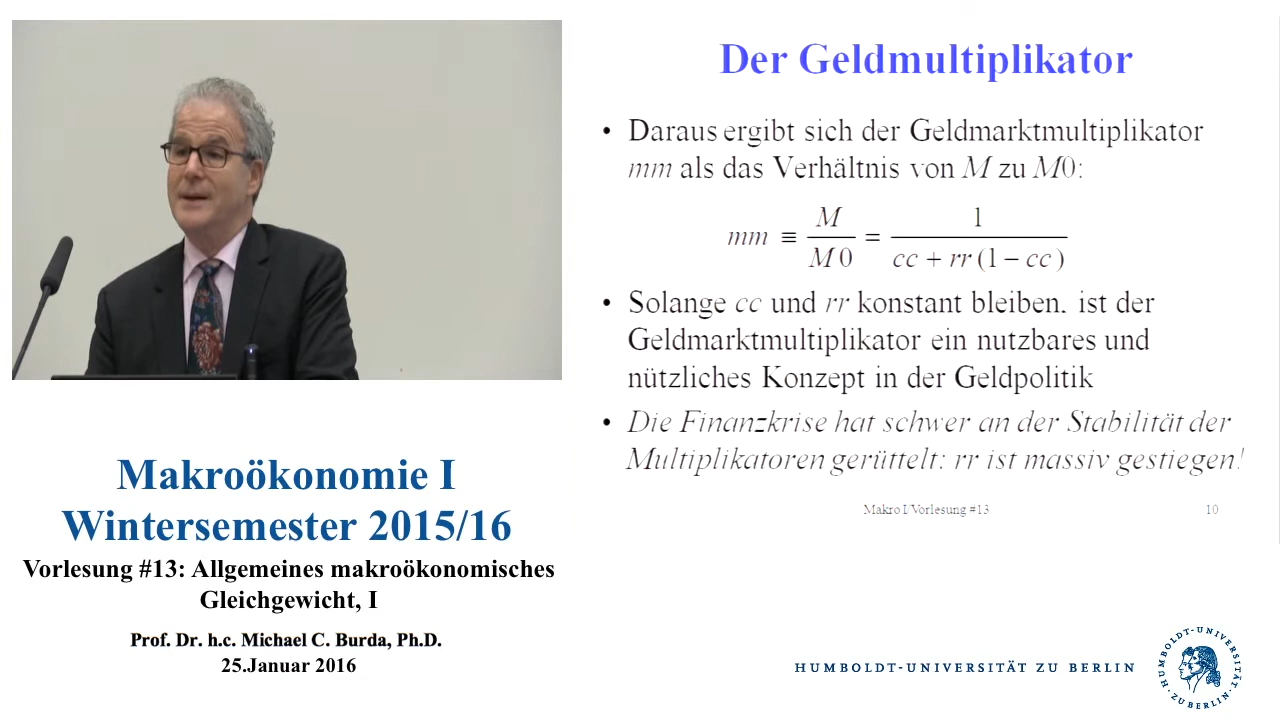 Der Geldmultiplikator
• Daraus ergibt sich der Geldmarktmultiplikator
mm als das Verhältnis von M zu M0:
mm ≡ M / M0 = 1 / (cc + rr (1 − cc))
• Solange cc und rr konstant bleiben, ist der
Geldmarktmultiplikator ein nutzbares und
nützliches Konzept in der Geldpolitik
• Die Finanzkrise hat schwer an der Stabilität der
Multiplikatoren gerüttelt: rr ist massiv gestiegen!
Makro I/Vorlesung #13
10
Makroökonomie I
Wintersemester 2015/16
Vorlesung #13: Allgemeines makroökonomisches
Gleichgewicht, I
Prof. Dr. h.c. Michael C. Burda, Ph.D.
25.Januar 2016
HUMBOLDT-UNIVERSITÄT ZU BERLIN
HUMBOLDT-UNIVERSITÄT
ZU BERLIN